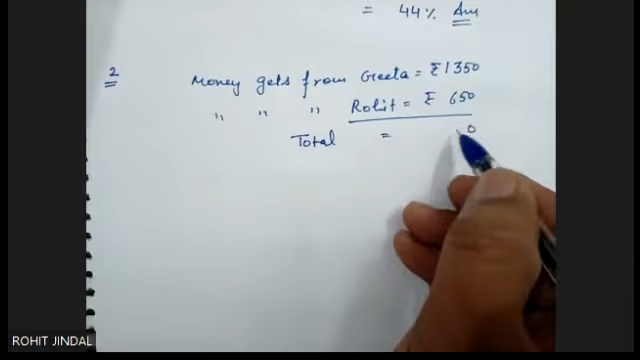 = 44% Ans
2 Money gets from Geeta = ₹1350
" " " Rohit = ₹ 650
Total = 0
ROHIT JINDAL